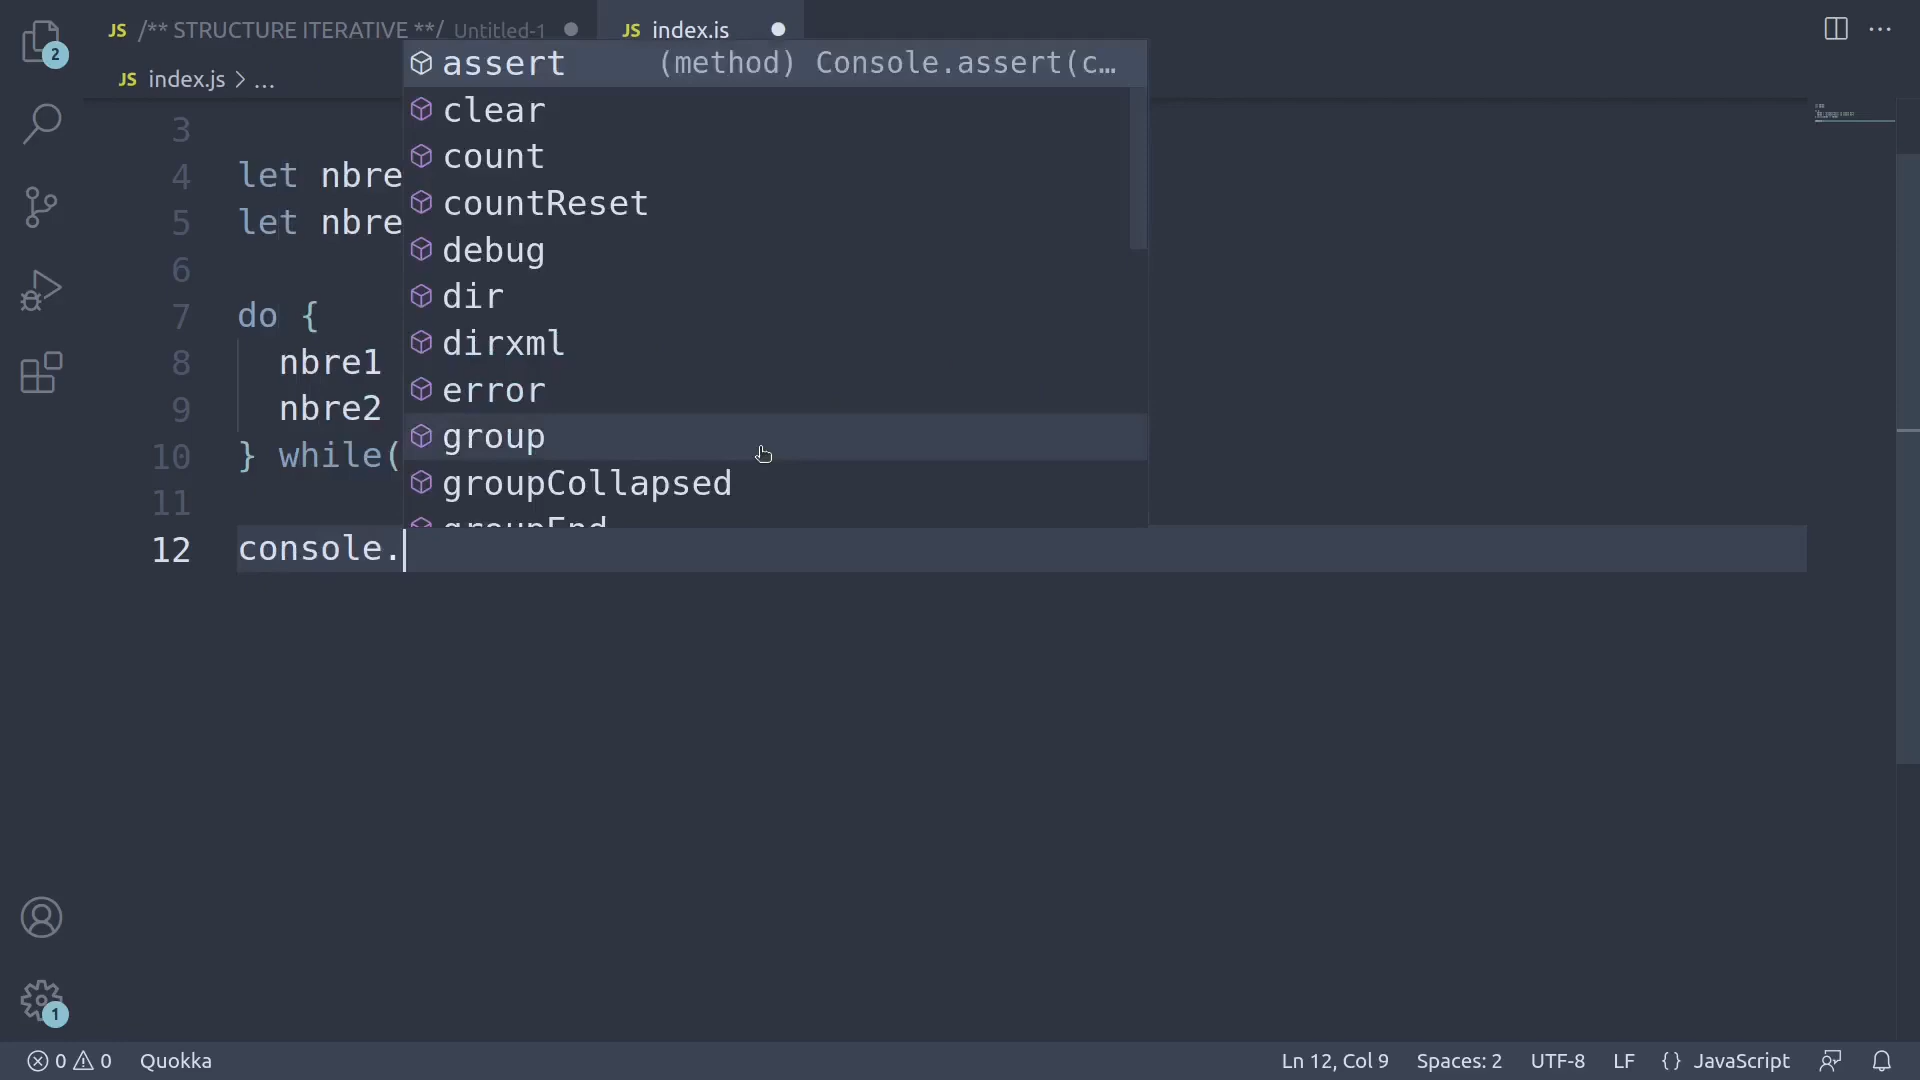 2
JS /** STRUCTURE ITERATIVE **/ Untitled-1
JS index.js
JS index.js > ...
assert (method) Console.assert(c…
clear
count
countReset
debug
dir
dirxml
error
group
groupCollapsed
groupEnd
3
4 let nbre
5 let nbre
6
7 do {
8 nbre1
9 nbre2
10 } while(
11
12 console.
1
0 0 Quokka
Ln 12, Col 9 Spaces: 2 UTF-8 LF {} JavaScript